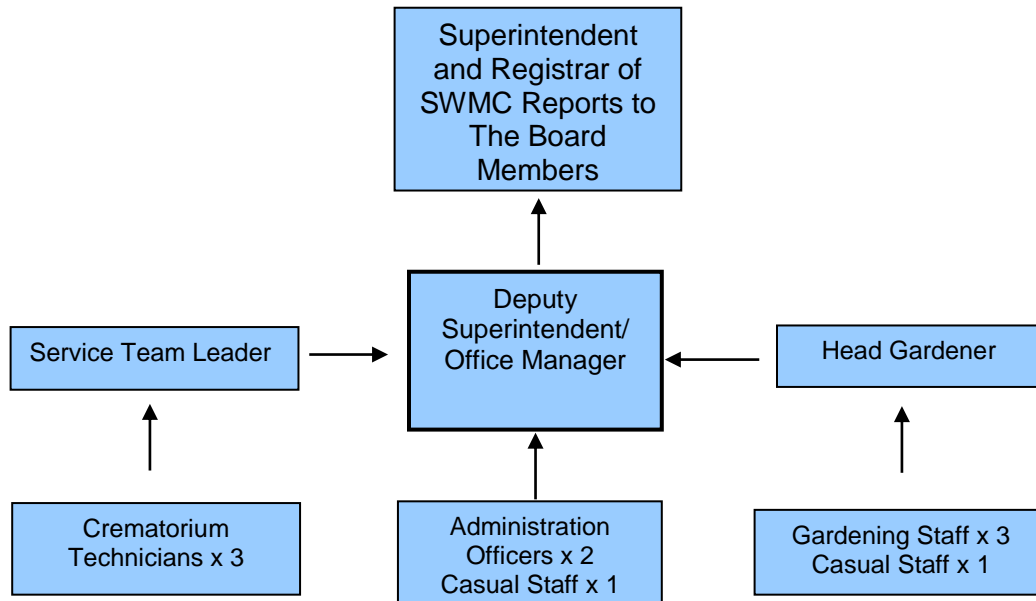 Superintendent
and Registrar of
SWMC Reports to
The Board
Members
Deputy
Superintendent/
Office Manager
Service Team Leader
Head Gardener
Crematorium
Technicians x 3
Administration
Officers x 2
Casual Staff x 1
Gardening Staff x 3
Casual Staff x 1